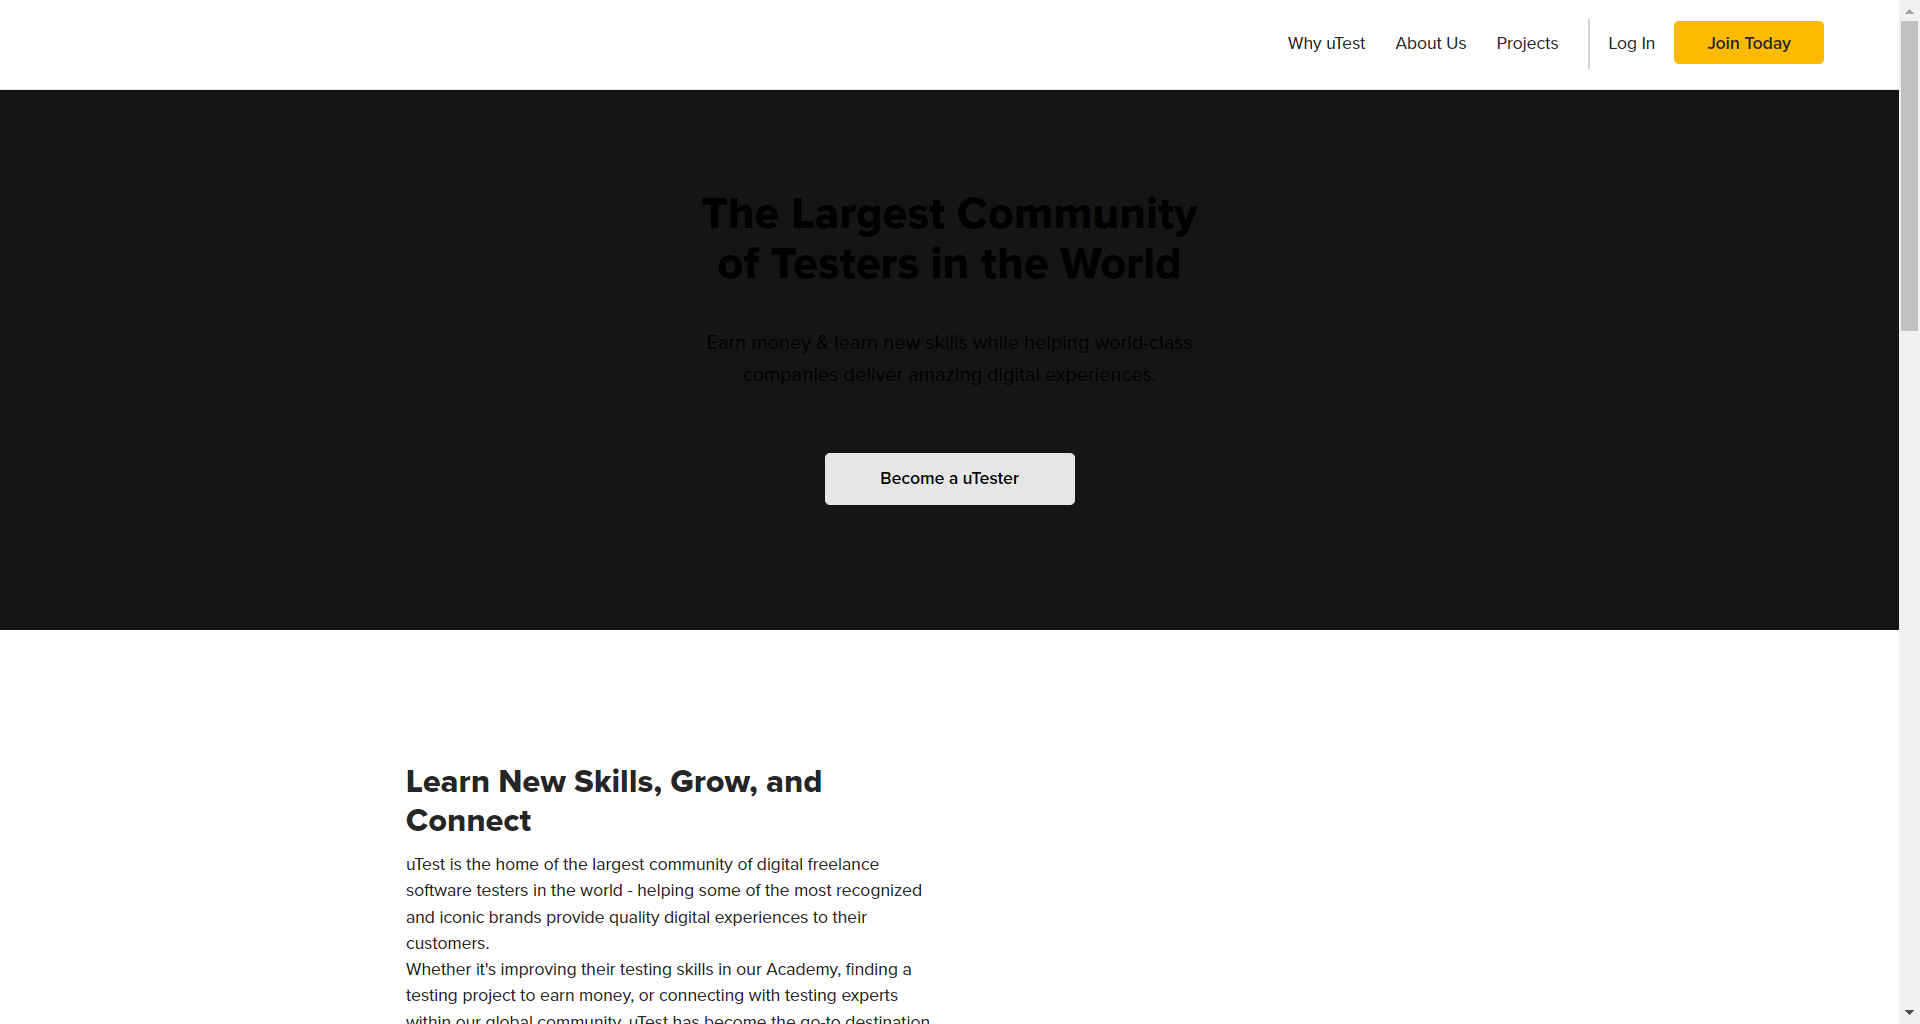 Why uTest
About Us
Projects
Log In
Join Today
The Largest Community
of Testers in the World
Earn money & learn new skills while helping world-class
companies deliver amazing digital experiences.
Become a uTester
Learn New Skills, Grow, and
Connect
uTest is the home of the largest community of digital freelance
software testers in the world - helping some of the most recognized
and iconic brands provide quality digital experiences to their
customers.
Whether it's improving their testing skills in our Academy, finding a
testing project to earn money, or connecting with testing experts
within our global community, uTest has become the go-to destination